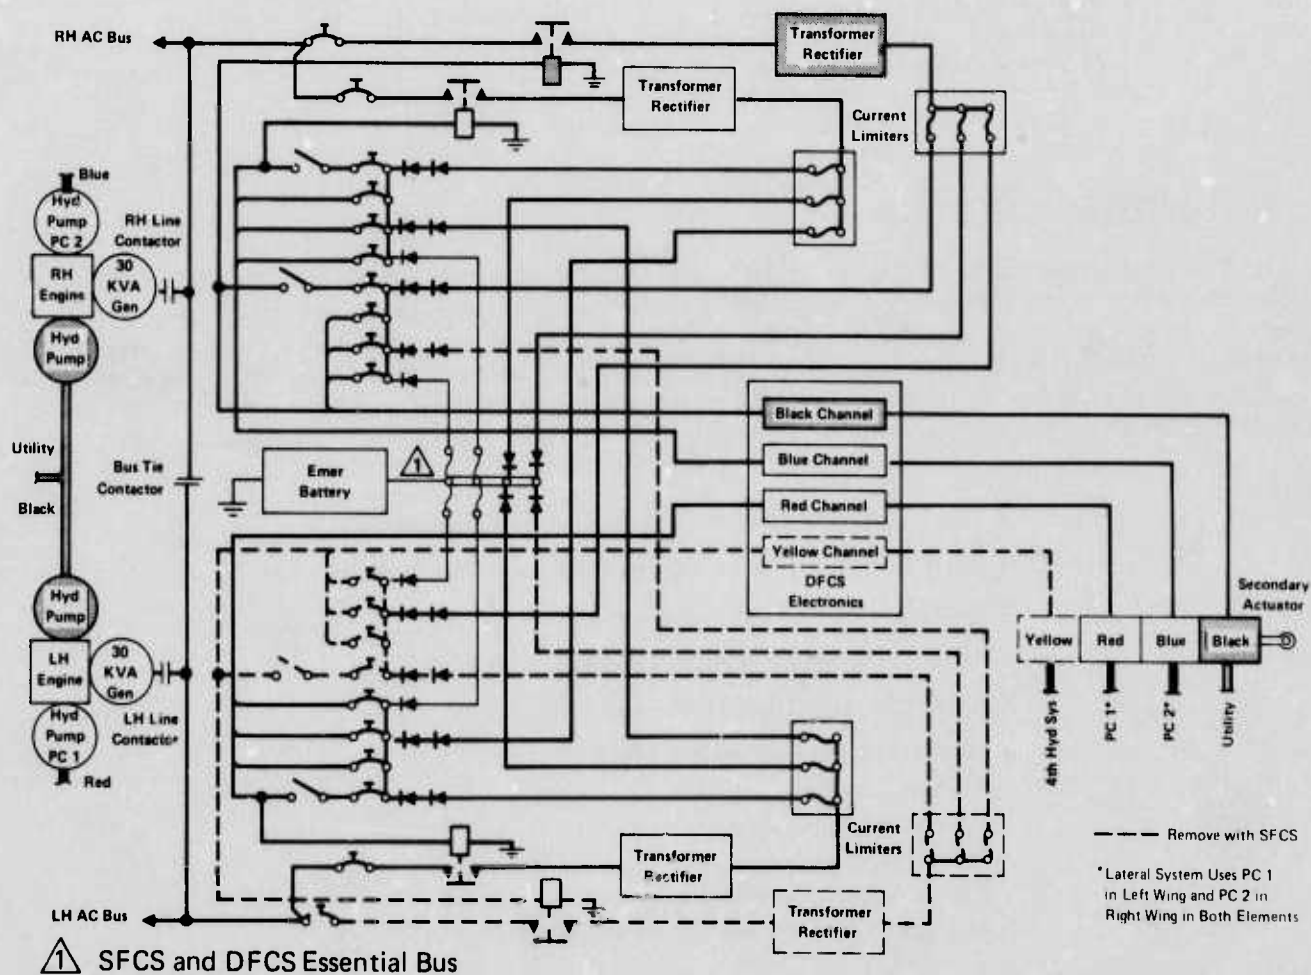 RH AC Bus
Transformer
Rectifier
Transformer
Rectifier
Current
Limiters
Blue
Hyd
Pump
PC 2
RH Line
Contactor
RH
Engine
30
KVA
Gen
Hyd
Pump
Utility
Black
Bus Tie
Contactor
Emer
Battery
1
Black Channel
Blue Channel
Red Channel
Yellow Channel
DFCS
Electronics
Secondary
Actuator
Yellow
Red
Blue
Black
4th Hyd Sys
PC 1*
PC 2*
Utility
Hyd
Pump
LH
Engine
30
KVA
Gen
LH Line
Contactor
Hyd
Pump
PC 1
Red
Current
Limiters
Transformer
Rectifier
Transformer
Rectifier
LH AC Bus
Remove with SFCS
*Lateral System Uses PC 1
in Left Wing and PC 2 in
Right Wing in Both Elements
1 SFCS and DFCS Essential Bus